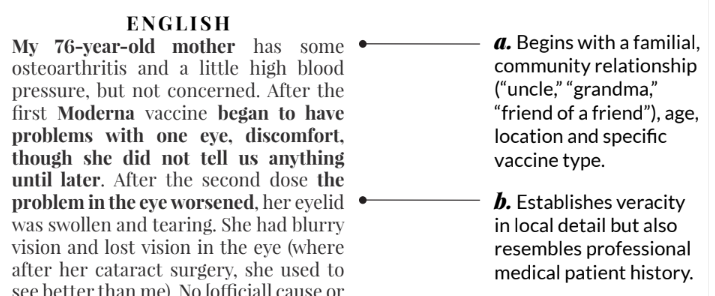 ENGLISH
My 76-year-old mother has some
osteoarthritis and a little high blood
pressure, but not concerned. After the
first Moderna vaccine began to have
problems with one eye, discomfort,
though she did not tell us anything
until later. After the second dose the
problem in the eye worsened, her eyelid
was swollen and tearing. She had blurry
vision and lost vision in the eye (where
after her cataract surgery, she used to
see better than me). No [official] cause or
a. Begins with a familial,
community relationship
(“uncle,” “grandma,”
“friend of a friend”), age,
location and specific
vaccine type.
b. Establishes veracity
in local detail but also
resembles professional
medical patient history.